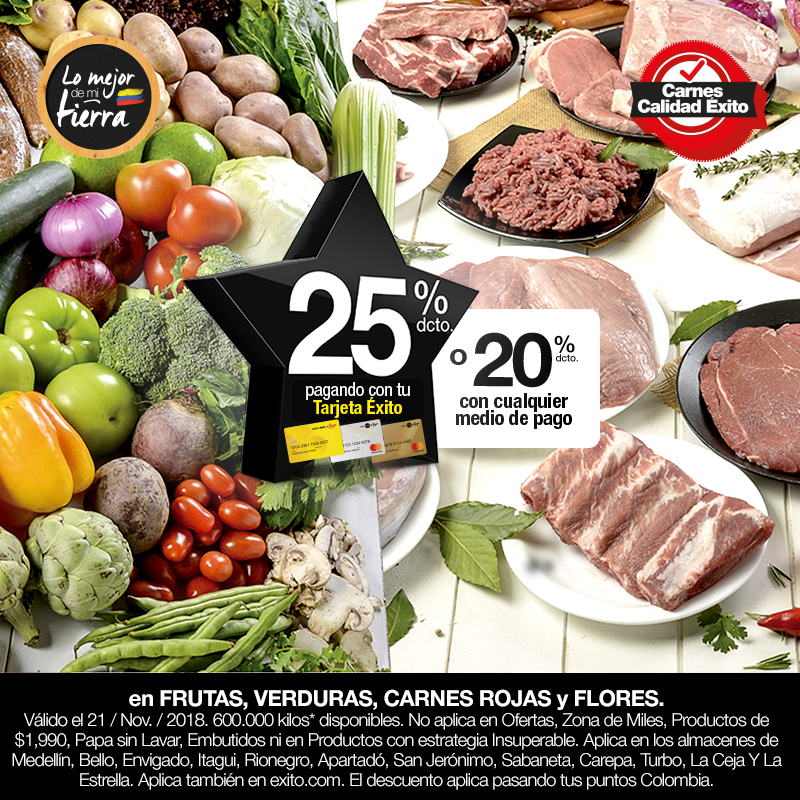 Lo mejor
de mi
tierra
Carnes
Calidad Éxito
25% dcto.
pagando con tu
Tarjeta Éxito
o 20% dcto.
con cualquier
medio de pago
en FRUTAS, VERDURAS, CARNES ROJAS y FLORES.
Válido el 21 / Nov. / 2018. 600.000 kilos* disponibles. No aplica en Ofertas, Zona de Miles, Productos de
$1,990, Papa sin Lavar, Embutidos ni en Productos con estrategia Insuperable. Aplica en los almacenes de
Medellín, Bello, Envigado, Itagui, Rionegro, Apartadó, San Jerónimo, Sabaneta, Carepa, Turbo, La Ceja Y La
Estrella. Aplica también en exito.com. El descuento aplica pasando tus puntos Colombia.